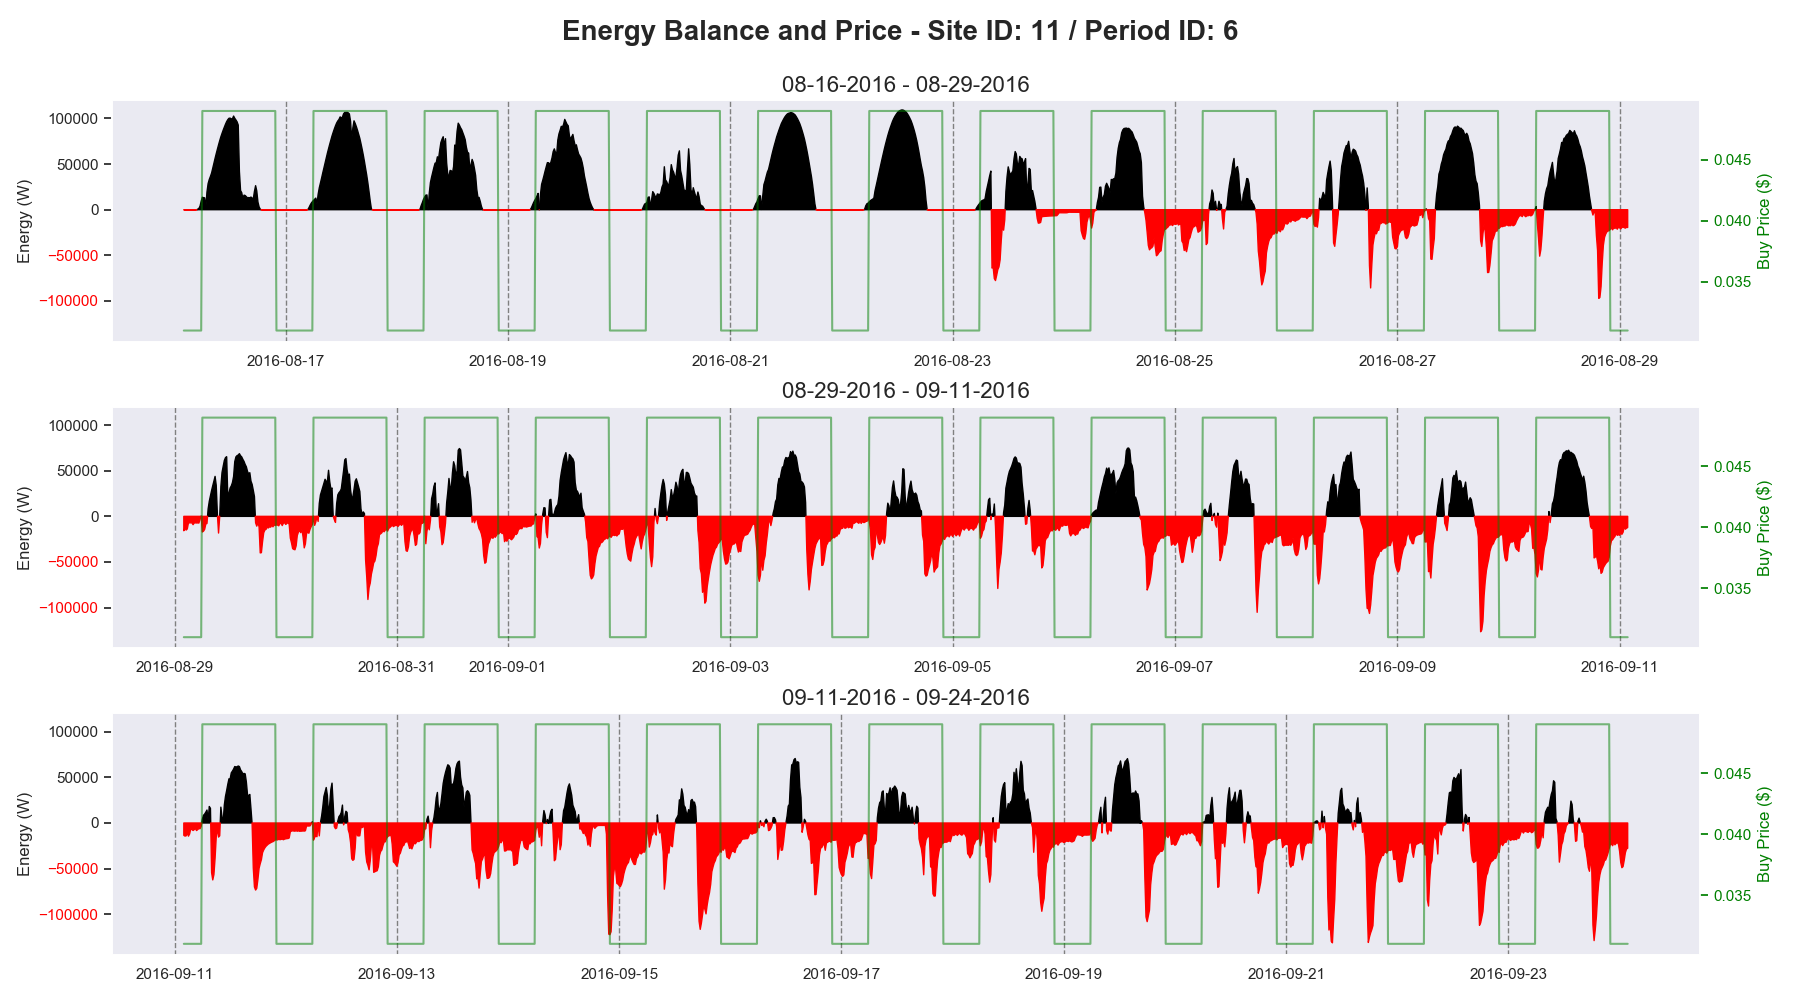 Energy Balance and Price - Site ID: 11 / Period ID: 6
08-16-2016 - 08-29-2016
Energy (W)
100000
50000
0
−50000
−100000
0.045
0.040
0.035
Buy Price ($)
2016-08-17 2016-08-19 2016-08-21 2016-08-23 2016-08-25 2016-08-27 2016-08-29
08-29-2016 - 09-11-2016
Energy (W)
100000
50000
0
−50000
−100000
0.045
0.040
0.035
Buy Price ($)
2016-08-29 2016-08-31 2016-09-01 2016-09-03 2016-09-05 2016-09-07 2016-09-09 2016-09-11
09-11-2016 - 09-24-2016
Energy (W)
100000
50000
0
−50000
−100000
0.045
0.040
0.035
Buy Price ($)
2016-09-11 2016-09-13 2016-09-15 2016-09-17 2016-09-19 2016-09-21 2016-09-23